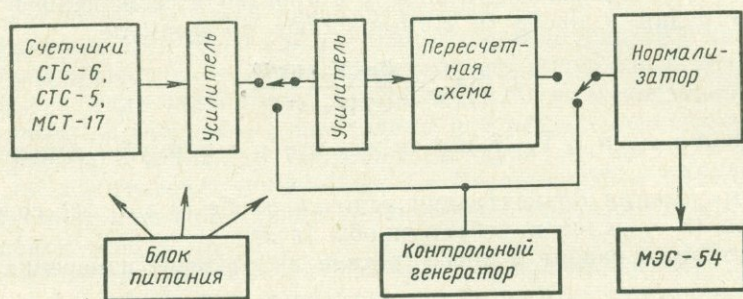 Счетчики
СТС-6,
СТС-5,
МСТ-17
Усилитель
Усилитель
Пересчет-
ная
схема
Нормали-
затор
Блок
питания
Контрольный
генератор
МЭС-54